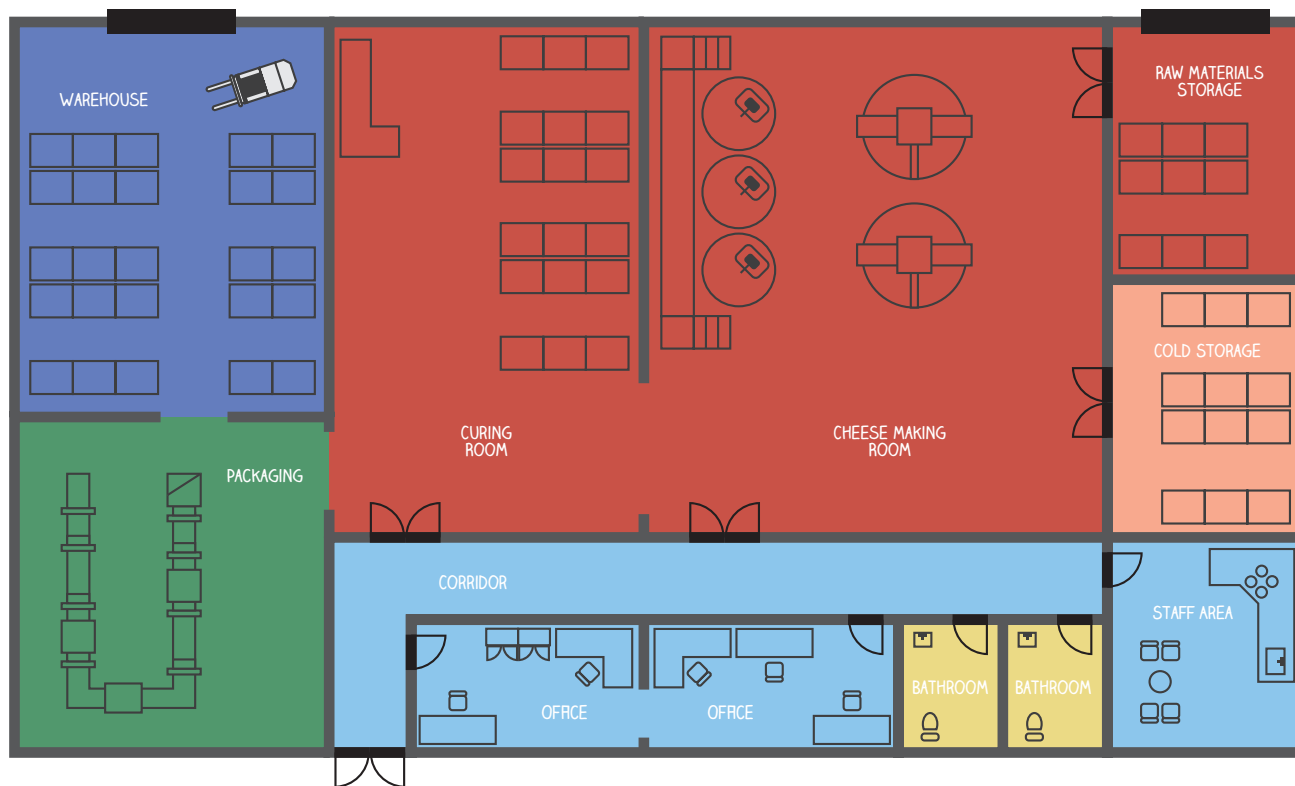 WAREHOUSE
RAW MATERIALS
STORAGE
COLD STORAGE
CURING
ROOM
CHEESE MAKING
ROOM
PACKAGING
CORRIDOR
STAFF AREA
OFFICE
OFFICE
BATHROOM
BATHROOM